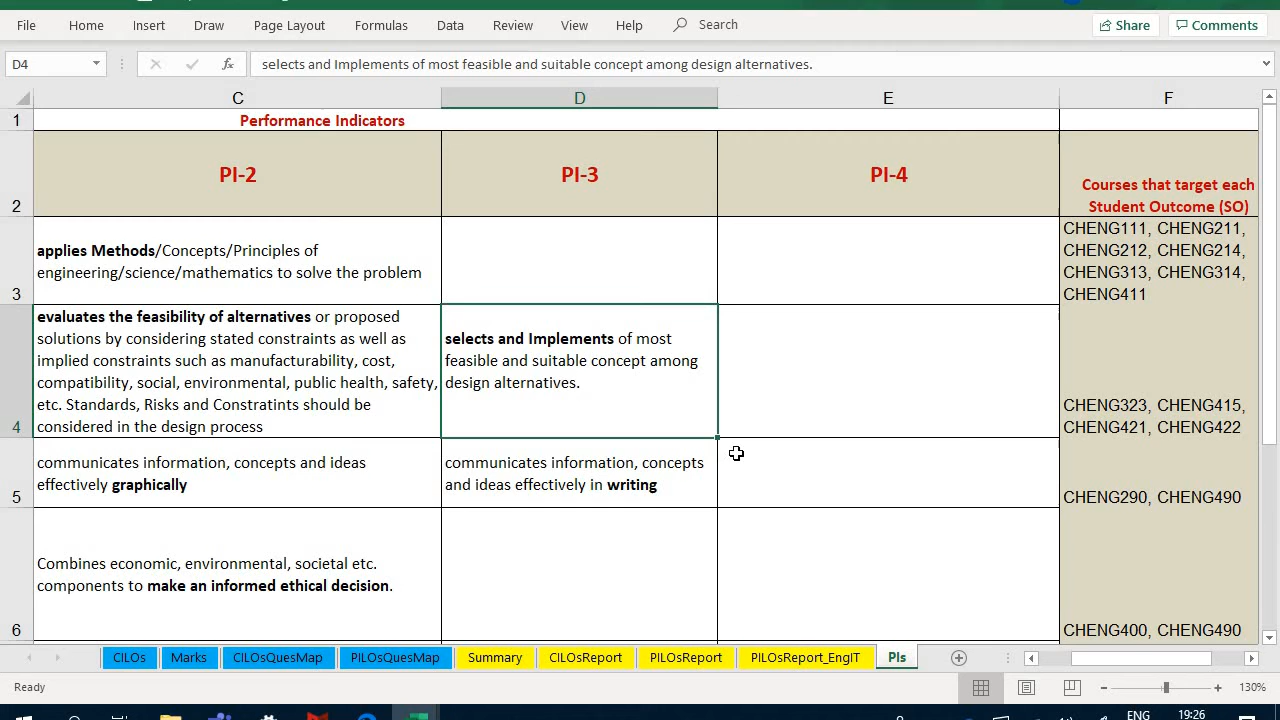 File Home Insert Draw Page Layout Formulas Data Review View Help Search Share Comments
D4 fx selects and Implements of most feasible and suitable concept among design alternatives.
C D E F
1 Performance Indicators
2 PI-2 PI-3 PI-4 Courses that target each
Student Outcome (SO)
3 applies Methods/Concepts/Principles of
engineering/science/mathematics to solve the problem
CHENG111, CHENG211,
CHENG212, CHENG214,
CHENG313, CHENG314,
CHENG411
4 evaluates the feasibility of alternatives or proposed
solutions by considering stated constraints as well as
implied constraints such as manufacturability, cost,
compatibility, social, environmental, public health, safety,
etc. Standards, Risks and Constratints should be
considered in the design process
selects and Implements of most
feasible and suitable concept among
design alternatives.
CHENG323, CHENG415,
CHENG421, CHENG422
5 communicates information, concepts and ideas
effectively graphically
communicates information, concepts
and ideas effectively in writing
CHENG290, CHENG490
6 Combines economic, environmental, societal etc.
components to make an informed ethical decision.
CHENG400, CHENG490
CILOs Marks CILOsQuesMap PILOsQuesMap Summary CILOsReport PILOsReport PILOsReport_EngIT PIs
Ready 130%
ENG 19:26